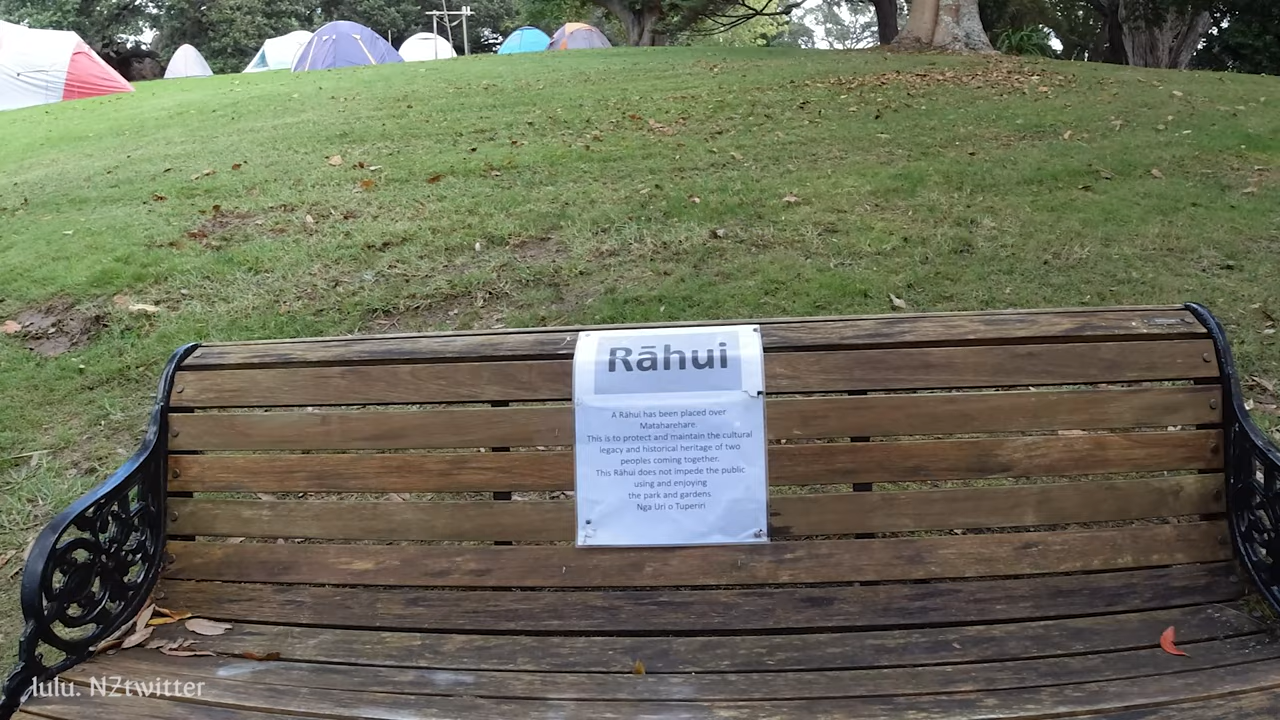 Rāhui
A Rāhui has been placed over
Mataharehare.
This is to protect and maintain the cultural
legacy and historical heritage of two
peoples coming together.
This Rāhui does not impede the public
using and enjoying
the park and gardens
Nga Uri o Tuperiri
lulu. NZtwitter